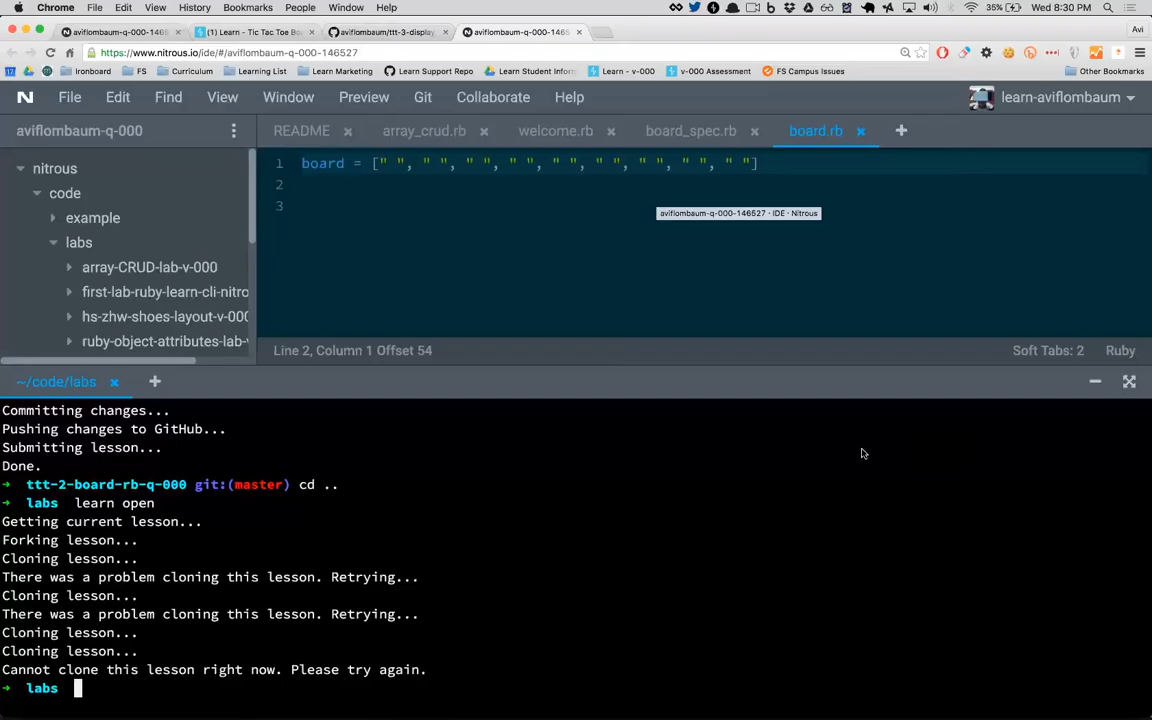 Chrome File Edit View History Bookmarks People Window Help 35% Wed 8:30 PM
aviflombaum-q-000-146527 (1) Learn - Tic Tac Toe Bo aviflombaum/ttt-3-display aviflombaum-q-000-146527 Avi
https://www.nitrous.io/ide/#/aviflombaum-q-000-146527
17 Ironboard FS Curriculum Learning List Learn Marketing Learn Support Repo Learn Student Inform Learn - v-000 v-000 Assessment FS Campus Issues Other Bookmarks
N File Edit Find View Window Preview Git Collaborate Help learn-aviflombaum
aviflombaum-q-000 README array_crud.rb welcome.rb board_spec.rb board.rb
nitrous
code
example
labs
array-CRUD-lab-v-000
first-lab-ruby-learn-cli-nitro
hs-zhw-shoes-layout-v-000
ruby-object-attributes-lab-v
1 board = [" ", " ", " ", " ", " ", " ", " ", " ", " "]
2
3
aviflombaum-q-000-146527 · IDE · Nitrous
Line 2, Column 1 Offset 54 Soft Tabs: 2 Ruby
~/code/labs
Committing changes...
Pushing changes to GitHub...
Submitting lesson...
Done.
→ ttt-2-board-rb-q-000 git:(master) cd ..
→ labs learn open
Getting current lesson...
Forking lesson...
Cloning lesson...
There was a problem cloning this lesson. Retrying...
Cloning lesson...
There was a problem cloning this lesson. Retrying...
Cloning lesson...
Cloning lesson...
Cannot clone this lesson right now. Please try again.
→ labs